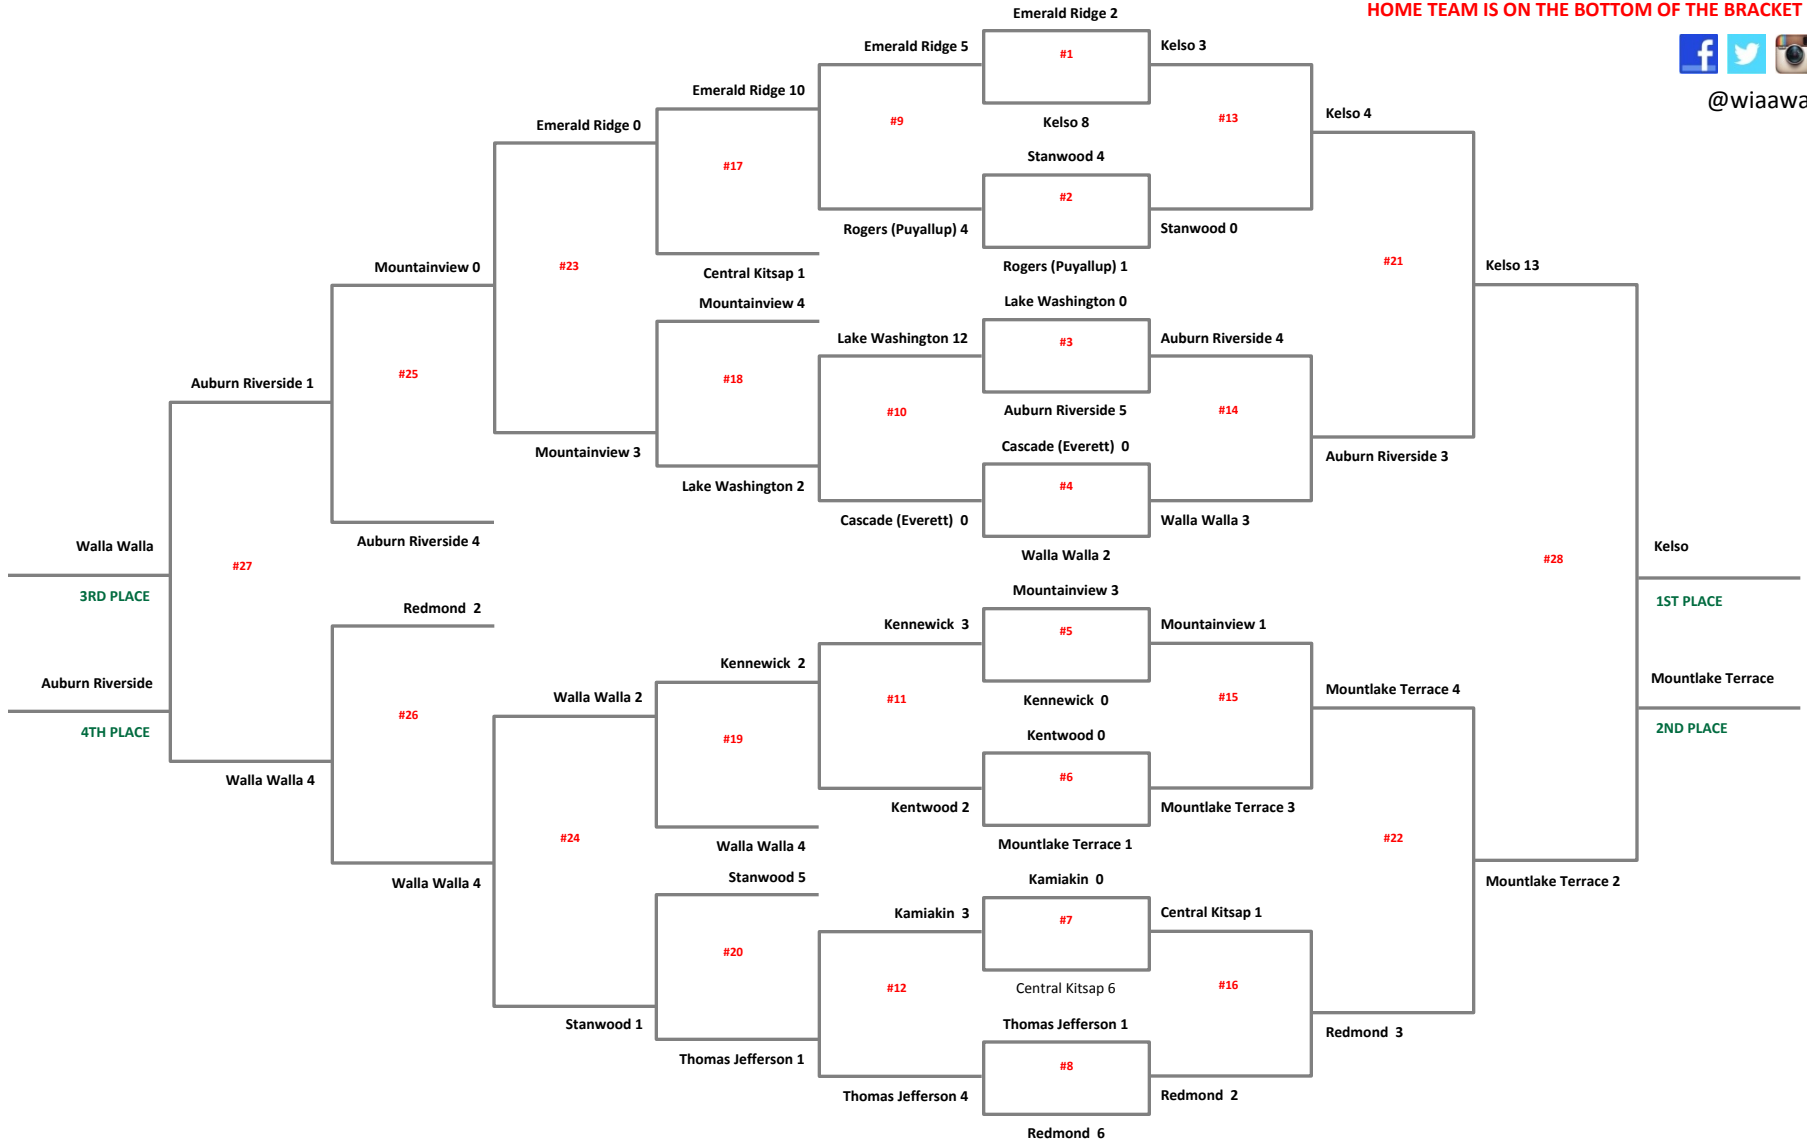 HOME TEAM IS ON THE BOTTOM OF THE BRACKET
@wiaawa
Emerald Ridge 2
#1
Kelso 8
Stanwood 4
#2
Rogers (Puyallup) 1
Lake Washington 0
#3
Auburn Riverside 5
Cascade (Everett) 0
#4
Walla Walla 2
Mountainview 3
#5
Kennewick 0
Kentwood 0
#6
Mountlake Terrace 1
Kamiakin 0
#7
Central Kitsap 6
Thomas Jefferson 1
#8
Redmond 6
Emerald Ridge 5
#9
Rogers (Puyallup) 4
Lake Washington 12
#10
Cascade (Everett) 0
Kennewick 3
#11
Kentwood 2
Kamiakin 3
#12
Thomas Jefferson 4
Kelso 3
#13
Stanwood 0
Auburn Riverside 4
#14
Walla Walla 3
Mountainview 1
#15
Mountlake Terrace 3
Central Kitsap 1
#16
Redmond 2
Emerald Ridge 10
#17
Central Kitsap 1
Mountainview 4
#18
Lake Washington 2
Kennewick 2
#19
Walla Walla 4
Stanwood 5
#20
Thomas Jefferson 1
Kelso 4
#21
Auburn Riverside 3
Mountlake Terrace 4
#22
Redmond 3
Emerald Ridge 0
#23
Mountainview 3
Walla Walla 2
#24
Stanwood 1
Mountainview 0
#25
Auburn Riverside 4
Redmond 2
#26
Walla Walla 4
Auburn Riverside 1
#27
Walla Walla 4
Walla Walla
3RD PLACE
Auburn Riverside
4TH PLACE
Kelso 13
#28
Mountlake Terrace 2
Kelso
1ST PLACE
Mountlake Terrace
2ND PLACE